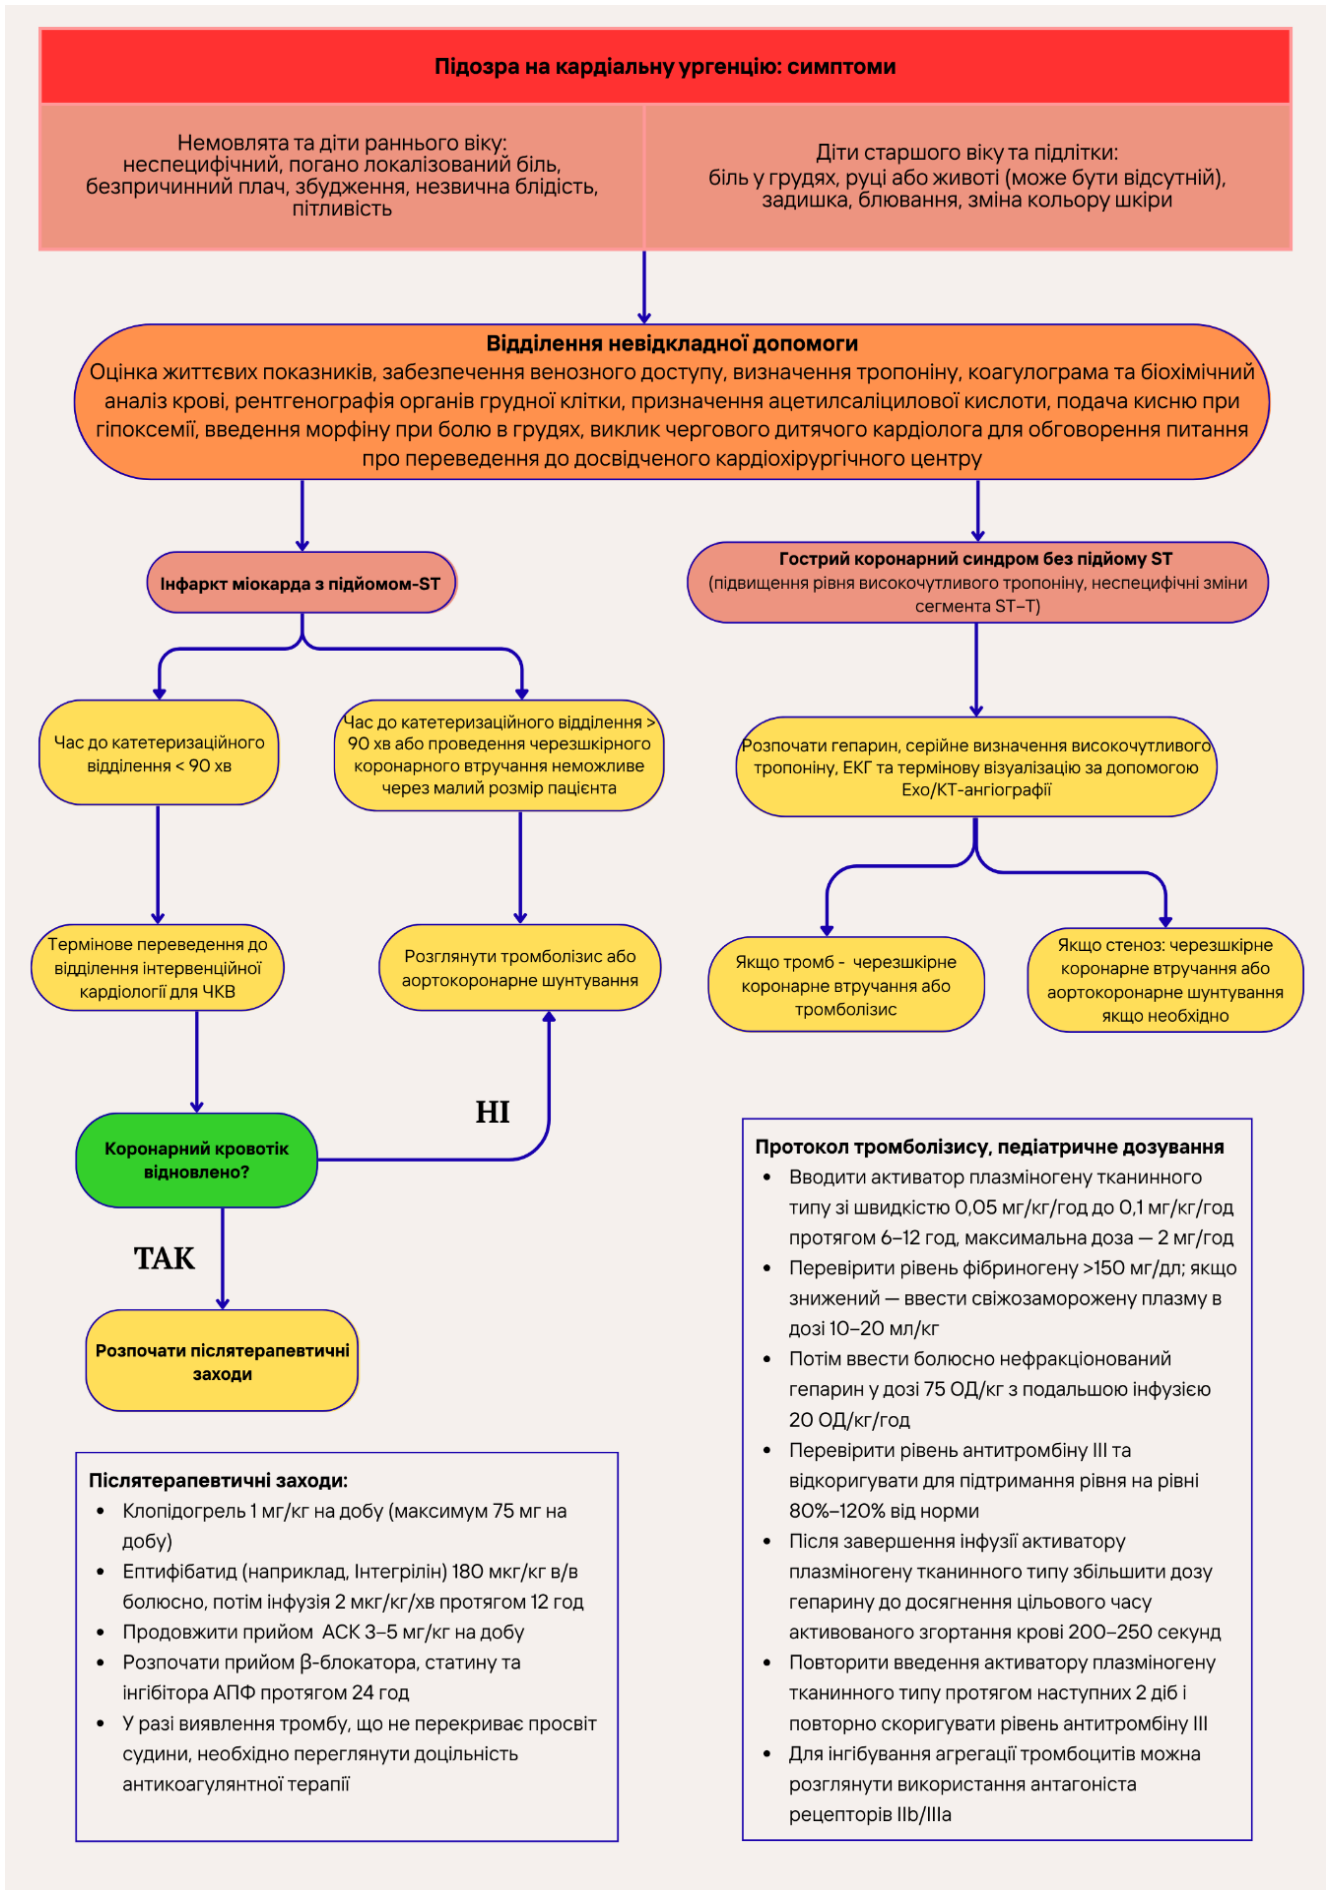 Підозра на кардіальну ургенцію: симптоми
Немовлята та діти раннього віку:
неспецифічний, погано локалізований біль,
безпричинний плач, збудження, незвична блідість,
пітливість
Діти старшого віку та підлітки:
біль у грудях, руці або животі (може бути відсутній),
задишка, блювання, зміна кольору шкіри
Відділення невідкладної допомоги
Оцінка життєвих показників, забезпечення венозного доступу, визначення тропоніну, коагулограма та біохімічний
аналіз крові, рентгенографія органів грудної клітки, призначення ацетилсаліцилової кислоти, подача кисню при
гіпоксемії, введення морфіну при болю в грудях, виклик чергового дитячого кардіолога для обговорення питання
про переведення до досвідченого кардіохірургічного центру
Інфаркт міокарда з підйомом-ST
Гострий коронарний синдром без підйому ST
(підвищення рівня високочутливого тропоніну, неспецифічні зміни
сегмента ST–T)
Час до катетеризаційного
відділення < 90 хв
Час до катетеризаційного відділення >
90 хв або проведення черезшкірного
коронарного втручання неможливе
через малий розмір пацієнта
Розпочати гепарин, серійне визначення високочутливого
тропоніну, ЕКГ та термінову візуалізацію за допомогою
Ехо/КТ-ангіографії
Термінове переведення до
відділення інтервенційної
кардіології для ЧКВ
Розглянути тромболізис або
аортокоронарне шунтування
Якщо тромб - черезшкірне
коронарне втручання або
тромболізис
Якщо стеноз: черезшкірне
коронарне втручання або
аортокоронарне шунтування
якщо необхідно
НІ
Коронарний кровотік
відновлено?
ТАК
Розпочати післятерапевтичні
заходи
Післятерапевтичні заходи:
• Клопідогрель 1 мг/кг на добу (максимум 75 мг на
добу)
• Ептифібатид (наприклад, Інтегрілін) 180 мкг/кг в/в
болюсно, потім інфузія 2 мкг/кг/хв протягом 12 год
• Продовжити прийом АСК 3–5 мг/кг на добу
• Розпочати прийом β-блокатора, статину та
інгібітора АПФ протягом 24 год
• У разі виявлення тромбу, що не перекриває просвіт
судини, необхідно переглянути доцільність
антикоагулянтної терапії
Протокол тромболізису, педіатричне дозування
• Вводити активатор плазміногену тканинного
типу зі швидкістю 0,05 мг/кг/год до 0,1 мг/кг/год
протягом 6–12 год, максимальна доза — 2 мг/год
• Перевірити рівень фібриногену >150 мг/дл; якщо
знижений — ввести свіжозаморожену плазму в
дозі 10–20 мл/кг
• Потім ввести болюсно нефракціонований
гепарин у дозі 75 ОД/кг з подальшою інфузією
20 ОД/кг/год
• Перевірити рівень антитромбіну III та
відкоригувати для підтримання рівня на рівні
80%–120% від норми
• Після завершення інфузії активатору
плазміногену тканинного типу збільшити дозу
гепарину до досягнення цільового часу
активованого згортання крові 200–250 секунд
• Повторити введення активатору плазміногену
тканинного типу протягом наступних 2 діб і
повторно скоригувати рівень антитромбіну III
• Для інгібування агрегації тромбоцитів можна
розглянути використання антагоніста
рецепторів IIb/IIIa